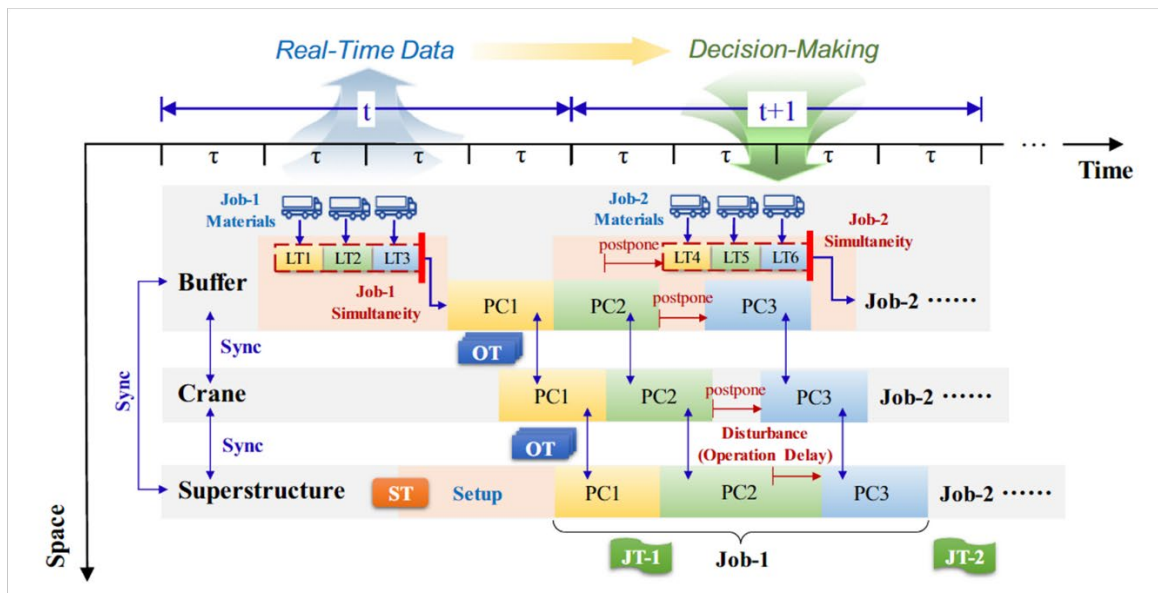 Real-Time Data
Decision-Making
t
t+1
τ τ τ τ τ τ τ τ ...
Time
Job-1
Materials
Job-2
Materials
Job-2
Simultaneity
postpone
LT1 LT2 LT3
LT4 LT5 LT6
Buffer
Job-1
Simultaneity
PC1 PC2 postpone PC3 Job-2 ......
OT
Sync
Sync
Crane
PC1 PC2 postpone PC3 Job-2 ......
OT
Sync
Disturbance
(Operation Delay)
Superstructure
ST Setup PC1 PC2 PC3 Job-2 ......
JT-1 Job-1 JT-2
Space